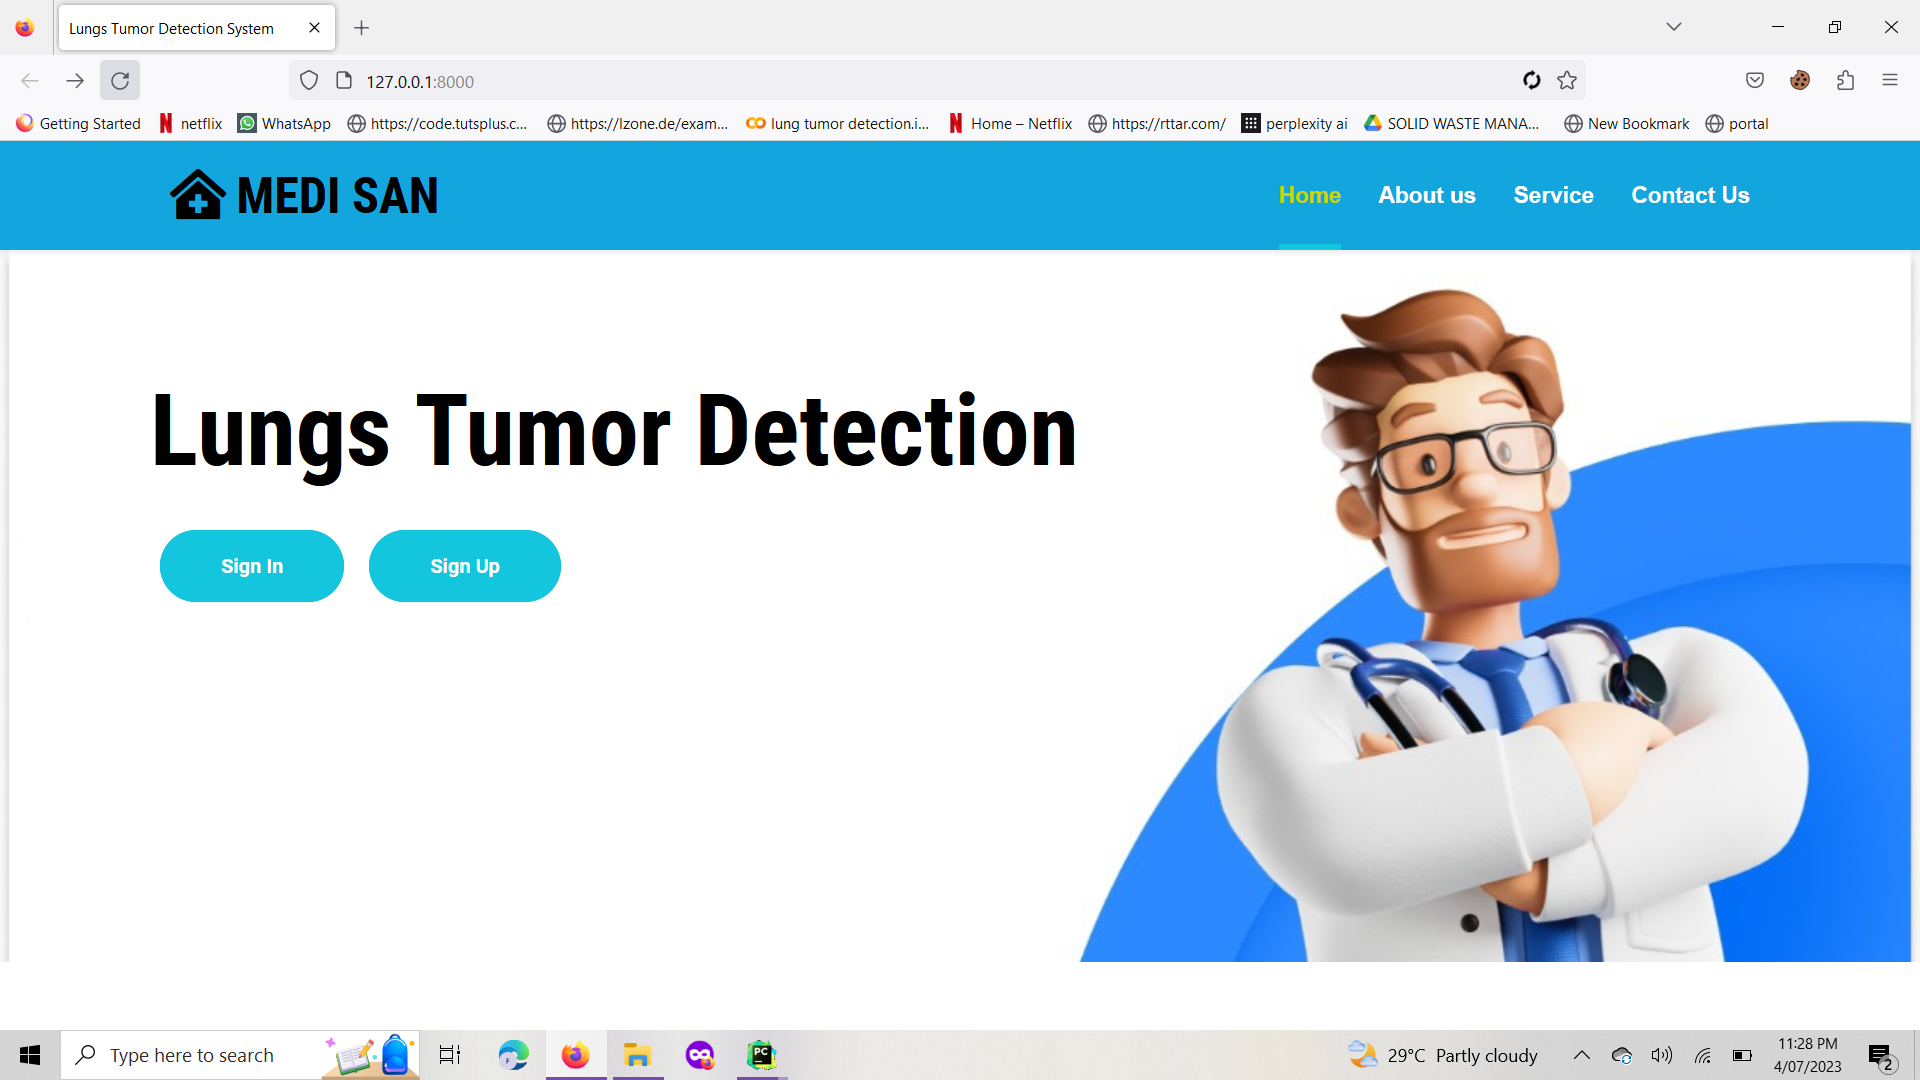 Lungs Tumor Detection System
127.0.0.1:8000
Getting Started netflix WhatsApp https://code.tutsplus.c... https://lzone.de/exam... lung tumor detection.i... Home – Netflix https://rttar.com/ perplexity ai SOLID WASTE MANA... New Bookmark portal
MEDI SAN Home About us Service Contact Us
Lungs Tumor Detection
Sign In Sign Up
Type here to search PC 29°C Partly cloudy 11:28 PM
4/07/2023 2